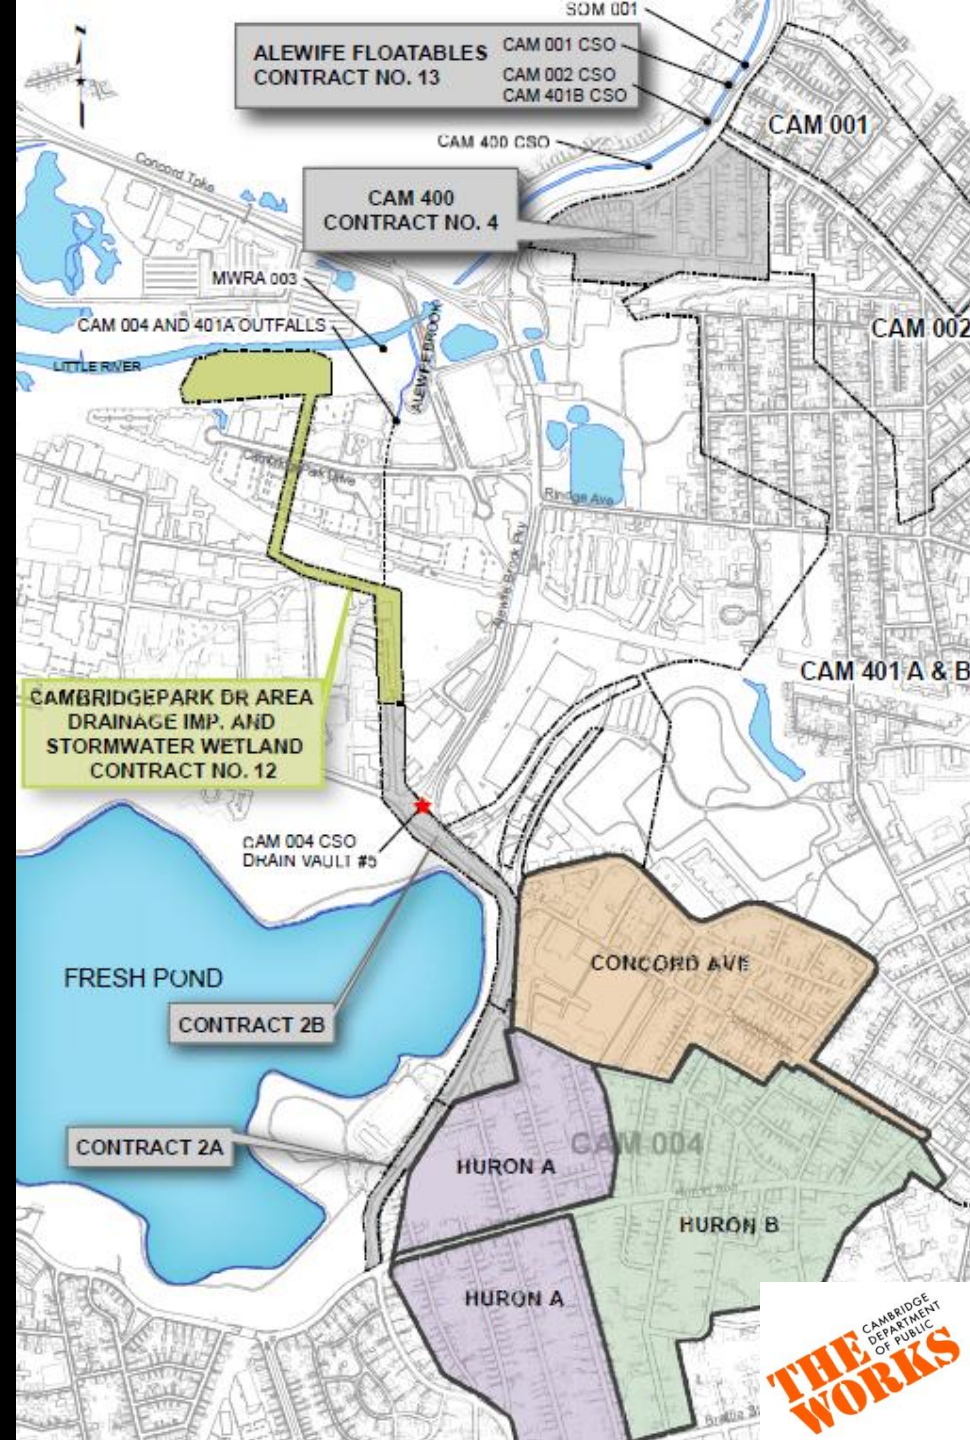 SOM 001
ALEWIFE FLOATABLES
CONTRACT NO. 13
CAM 001 CSO
CAM 002 CSO
CAM 401B CSO
CAM 001
CAM 400 CSO
Concord Tpke
CAM 400
CONTRACT NO. 4
MWRA 003
CAM 004 AND 401A OUTFALLS
CAM 002
LITTLE RIVER
ALEWIFE BROOK
CambridgePark Drive
Rindge Ave
Alewife Brook Pky
CAM 401 A & B
CAMBRIDGEPARK DR AREA
DRAINAGE IMP. AND
STORMWATER WETLAND
CONTRACT NO. 12
CAM 004 CSO
DRAIN VAULT #5
CONCORD AVE
FRESH POND
CONTRACT 2B
CAM 004
CONTRACT 2A
HURON A
Huron Ave
HURON B
HURON A
THE WORKS
CAMBRIDGE
DEPARTMENT
OF PUBLIC